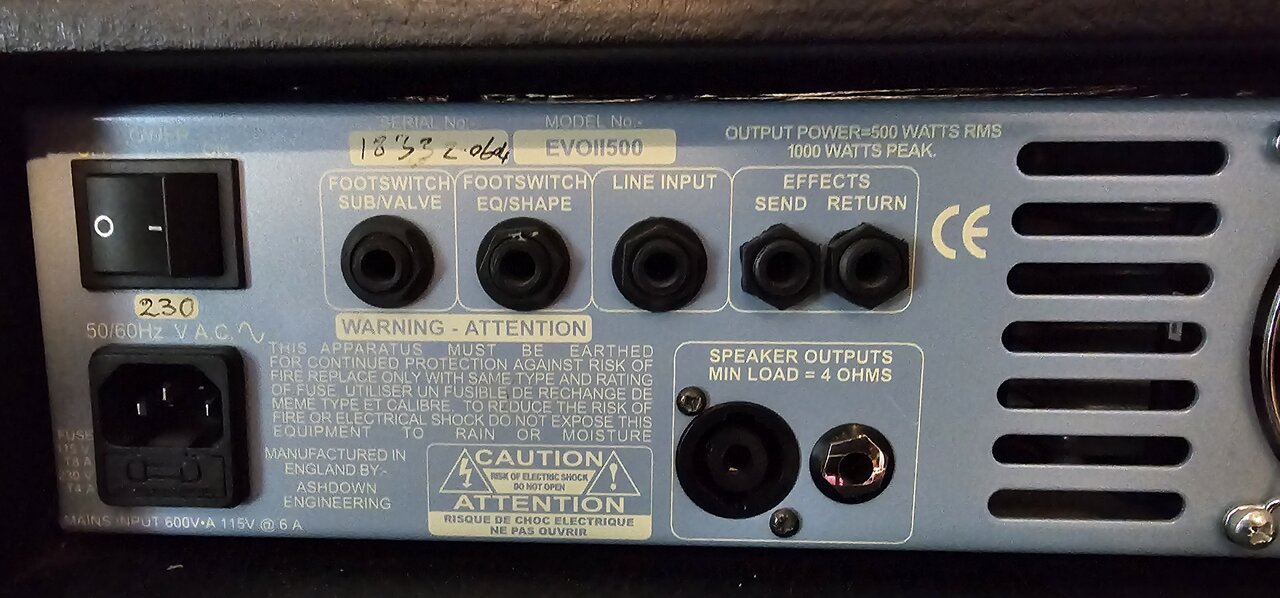 POWER
SERIAL No.-
MODEL No.-
18332.064
EVOII500
OUTPUT POWER=500 WATTS RMS
1000 WATTS PEAK.
FOOTSWITCH
SUB/VALVE
FOOTSWITCH
EQ/SHAPE
LINE INPUT
EFFECTS
SEND RETURN
CE
230
50/60Hz V.A.C.
WARNING - ATTENTION
THIS APPARATUS MUST BE EARTHED
FOR CONTINUED PROTECTION AGAINST RISK OF
FIRE REPLACE ONLY WITH SAME TYPE AND RATING
OF FUSE. UTILISER UN FUSIBLE DE RECHANGE DE
MEME TYPE ET CALIBRE. TO REDUCE THE RISK OF
FIRE OR ELECTRICAL SHOCK DO NOT EXPOSE THIS
EQUIPMENT TO RAIN OR MOISTURE
MANUFACTURED IN
ENGLAND BY:-
ASHDOWN
ENGINEERING
CAUTION
RISK OF ELECTRIC SHOCK
DO NOT OPEN
ATTENTION
RISQUE DE CHOC ELECTRIQUE
NE PAS OUVRIR
SPEAKER OUTPUTS
MIN LOAD = 4 OHMS
FUSE
115 V
T8 A
230 V
T4 A
MAINS INPUT 600V•A 115V @ 6 A